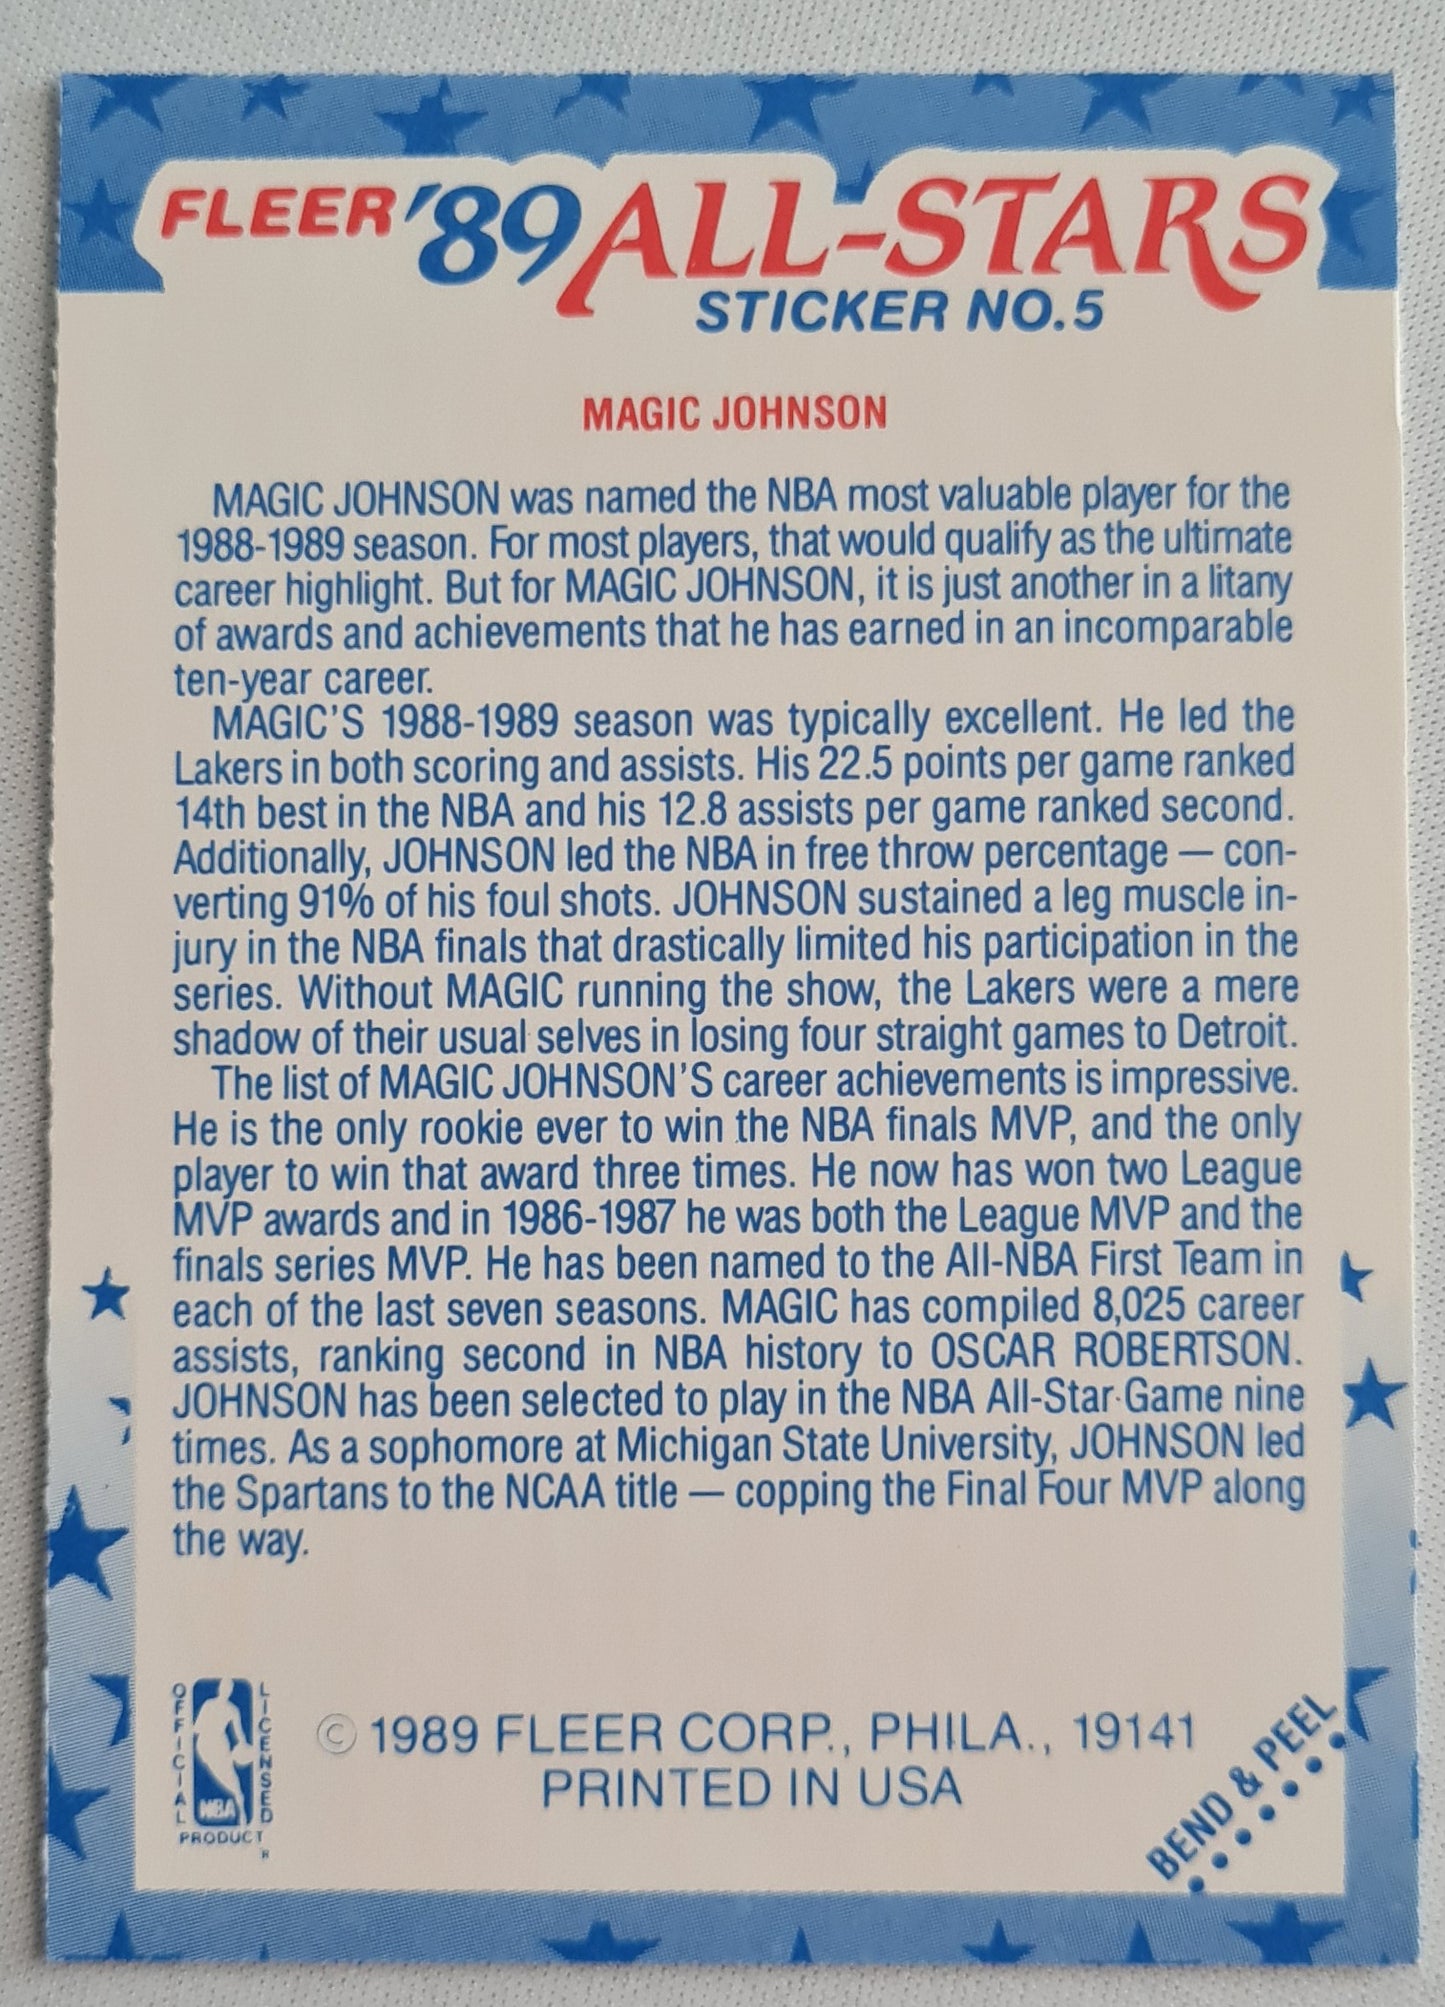 FLEER '89 ALL-STARS
STICKER NO. 5
MAGIC JOHNSON
MAGIC JOHNSON was named the NBA most valuable player for the
1988-1989 season. For most players, that would qualify as the ultimate
career highlight. But for MAGIC JOHNSON, it is just another in a litany
of awards and achievements that he has earned in an incomparable
ten-year career.
MAGIC'S 1988-1989 season was typically excellent. He led the
Lakers in both scoring and assists. His 22.5 points per game ranked
14th best in the NBA and his 12.8 assists per game ranked second.
Additionally, JOHNSON led the NBA in free throw percentage — con-
verting 91% of his foul shots. JOHNSON sustained a leg muscle in-
jury in the NBA finals that drastically limited his participation in the
series. Without MAGIC running the show, the Lakers were a mere
shadow of their usual selves in losing four straight games to Detroit.
The list of MAGIC JOHNSON'S career achievements is impressive.
He is the only rookie ever to win the NBA finals MVP, and the only
player to win that award three times. He now has won two League
MVP awards and in 1986-1987 he was both the League MVP and the
finals series MVP. He has been named to the All-NBA First Team in
each of the last seven seasons. MAGIC has compiled 8,025 career
assists, ranking second in NBA history to OSCAR ROBERTSON.
JOHNSON has been selected to play in the NBA All-Star Game nine
times. As a sophomore at Michigan State University, JOHNSON led
the Spartans to the NCAA title — copping the Final Four MVP along
the way.
OFFICIAL
NBA
LICENSED
PRODUCT
R
© 1989 FLEER CORP., PHILA., 19141
PRINTED IN USA
BEND & PEEL